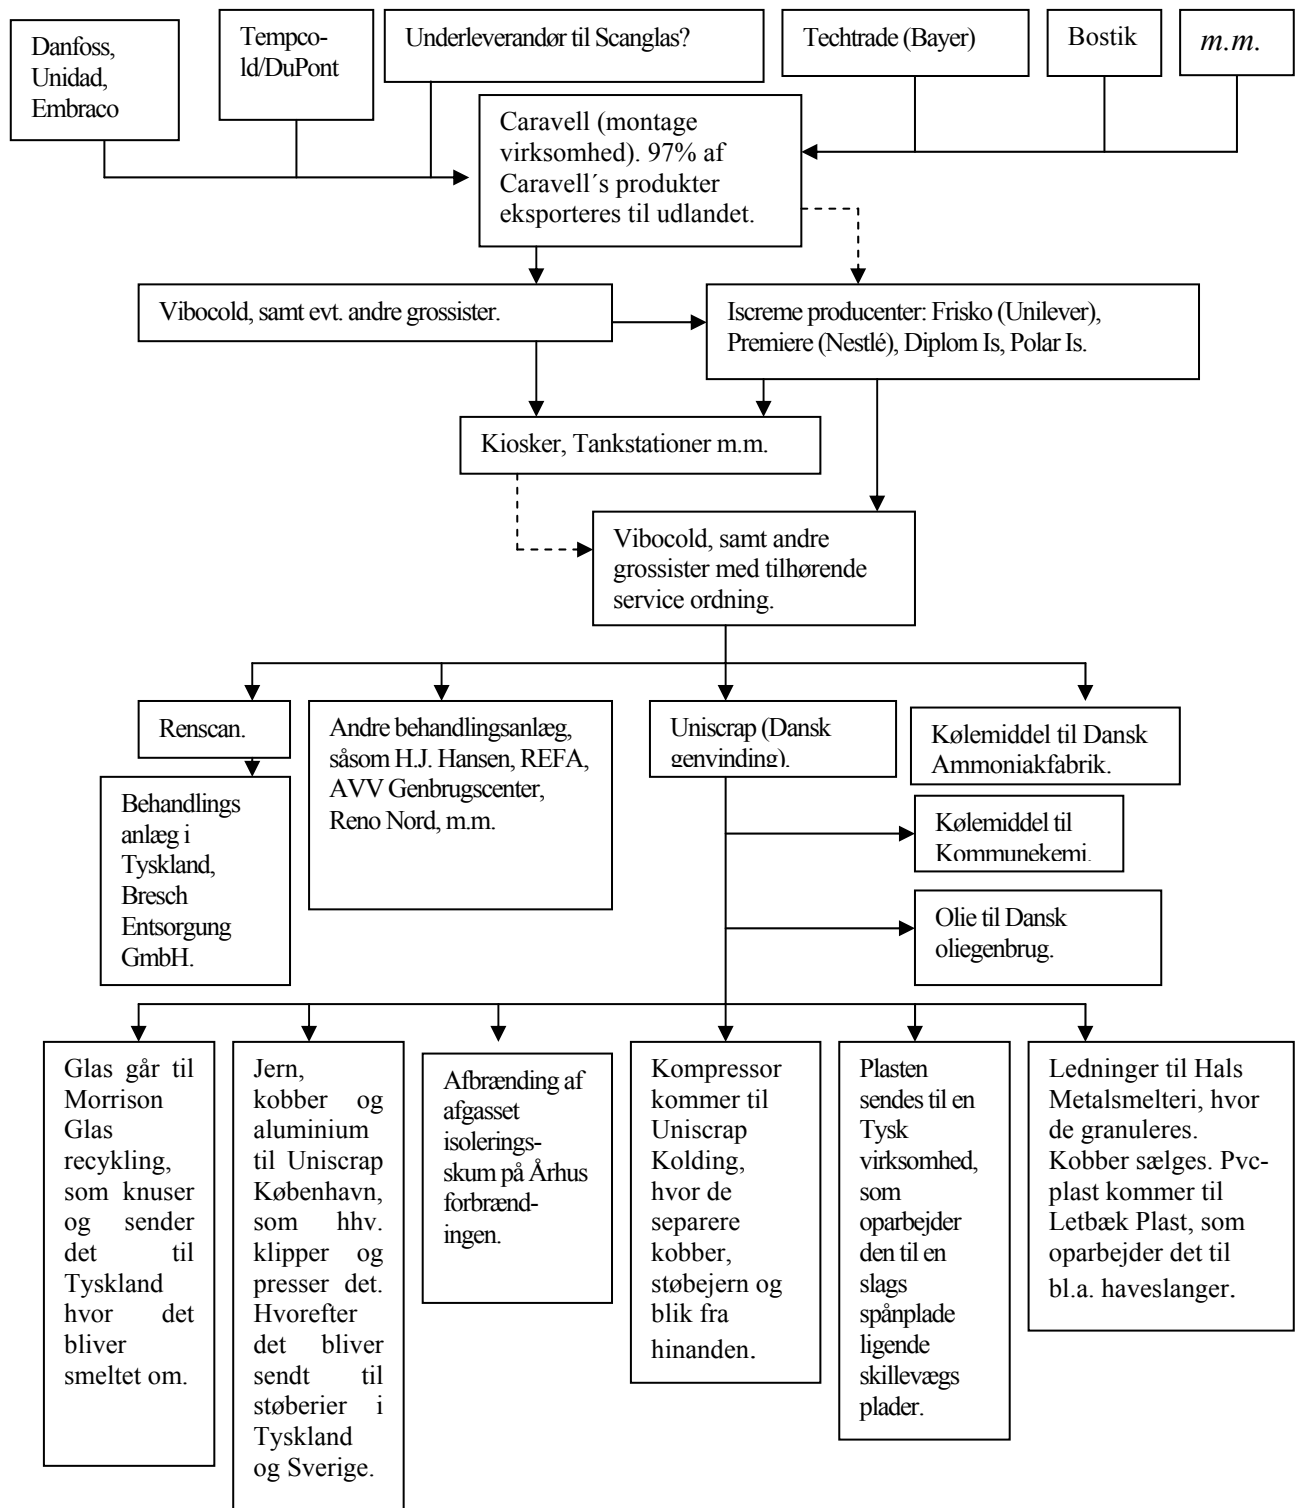 Danfoss,
Unidad,
Embraco
Tempco-
ld/DuPont
Underleverandør til Scanglas?
Techtrade (Bayer)
Bostik
m.m.
Caravell (montage
virksomhed). 97% af
Caravell´s produkter
eksporteres til udlandet.
Vibocold, samt evt. andre grossister.
Iscreme producenter: Frisko (Unilever),
Premiere (Nestlé), Diplom Is, Polar Is.
Kiosker, Tankstationer m.m.
Vibocold, samt andre
grossister med tilhørende
service ordning.
Renscan.
Andre behandlingsanlæg,
såsom H.J. Hansen, REFA,
AVV Genbrugscenter,
Reno Nord, m.m.
Uniscrap (Dansk
genvinding).
Kølemiddel til Dansk
Ammoniakfabrik.
Behandlings
anlæg i
Tyskland,
Bresch
Entsorgung
GmbH.
Kølemiddel til
Kommunekemi.
Olie til Dansk
oliegenbrug.
Glas går til
Morrison
Glas
recykling,
som knuser
og sender
det til
Tyskland
hvor det
bliver
smeltet om.
Jern,
kobber og
aluminium
til Uniscrap
København,
som hhv.
klipper og
presser det.
Hvorefter
det bliver
sendt til
støberier i
Tyskland
og Sverige.
Afbrænding af
afgasset
isolerings-
skum på Århus
forbrænd-
ingen.
Kompressor
kommer til
Uniscrap
Kolding,
hvor de
separere
kobber,
støbejern og
blik fra
hinanden.
Plasten
sendes til en
Tysk
virksomhed,
som
oparbejder
den til en
slags
spånplade
ligende
skillevægs
plader.
Ledninger til Hals
Metalsmelteri, hvor
de granuleres.
Kobber sælges. Pvc-
plast kommer til
Letbæk Plast, som
oparbejder det til
bl.a. haveslanger.